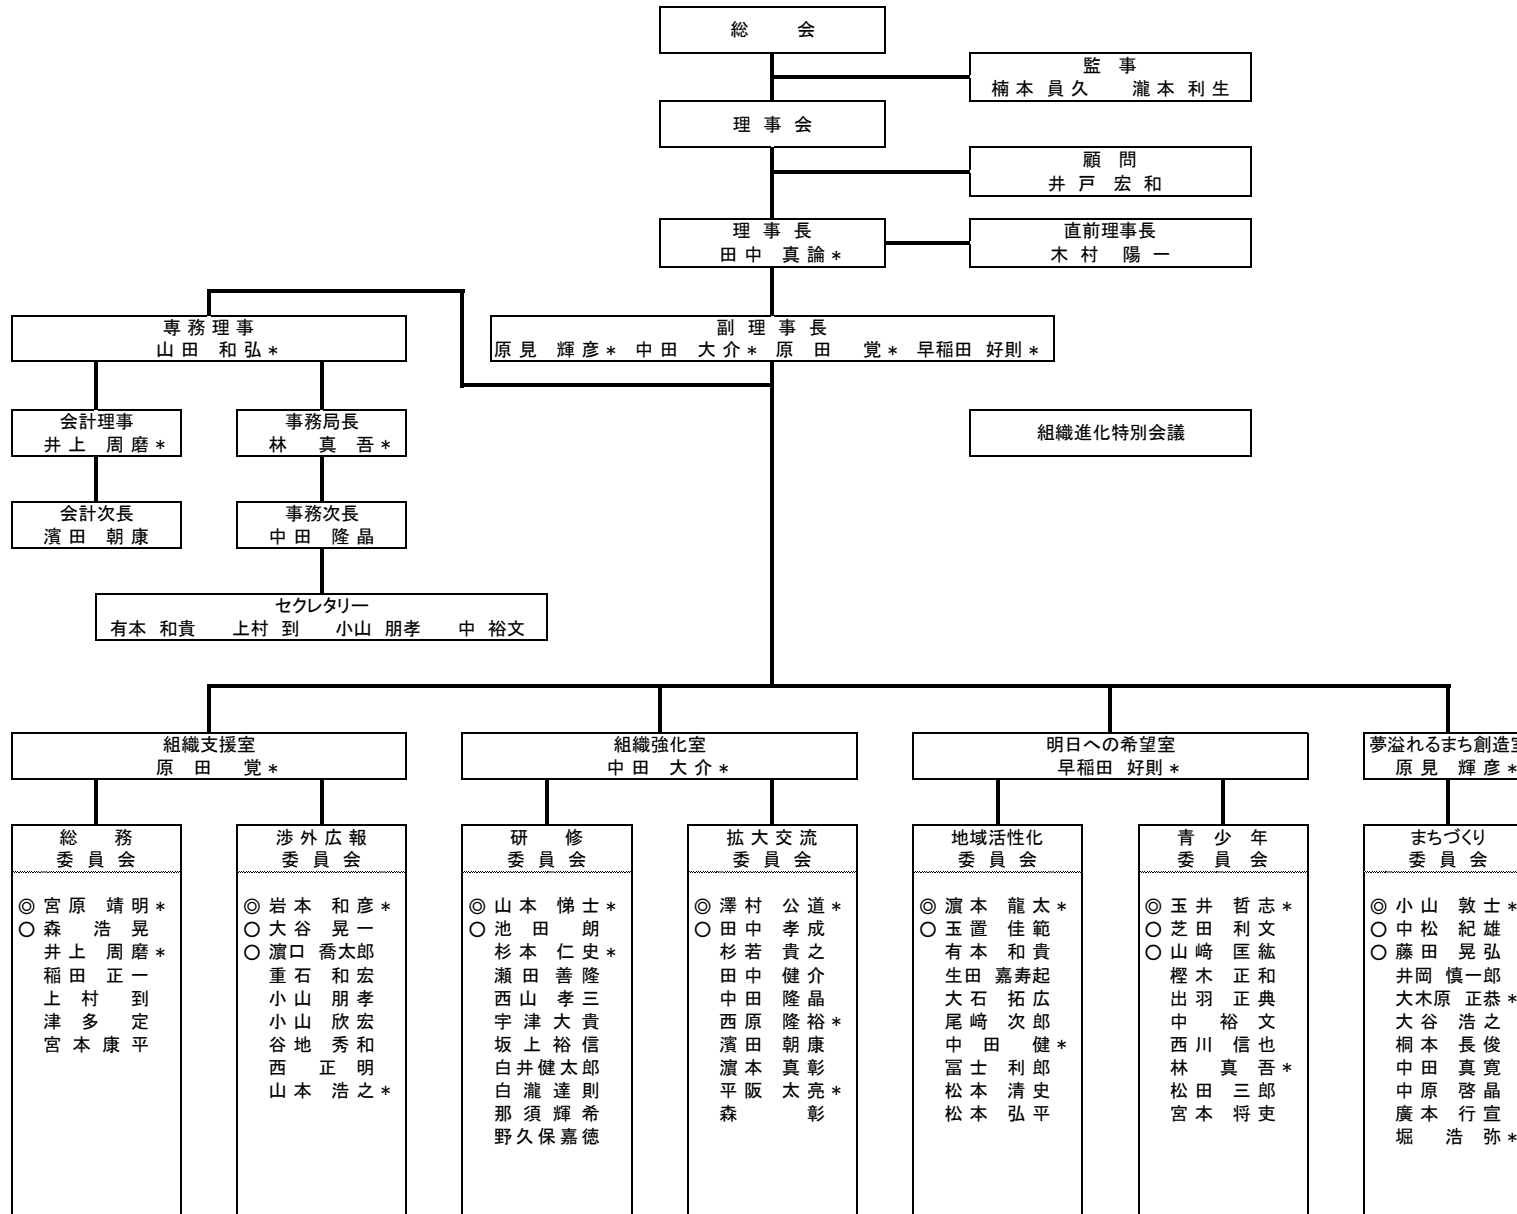 総　会
監　事
楠本 員久　瀧本 利生
理 事 会
顧　問
井 戸 宏 和
理 事 長
田 中 真 論 *
直前理事長
木 村 陽 一
専 務 理 事
山 田 和 弘 *
副 理 事 長
原 見 輝 彦 * 中 田 大 介 * 原 田 覚 * 早稲田 好則 *
会計理事
井 上 周 磨 *
事務局長
林 真 吾 *
組織進化特別会議
会計次長
濱 田 朝 康
事務次長
中 田 隆 晶
セクレタリー
有本 和貴 上村 到 小山 朋孝 中 裕文
組織支援室
原 田 覚 *
組織強化室
中 田 大 介 *
明日への希望室
早稲田 好則 *
夢溢れるまち創造室
原 見 輝 彦 *
総 務
委 員 会
◎ 宮 原 靖 明 *
○ 森 浩 晃
井 上 周 磨 *
稲 田 正 一
上 村 到
津 多 定
宮 本 康 平
渉 外 広 報
委 員 会
◎ 岩 本 和 彦 *
○ 大 谷 晃 一
○ 濵口 喬太郎
重 石 和 宏
小 山 朋 孝
小 山 欣 宏
谷 地 秀 和
西 正 明
山 本 浩 之 *
研 修
委 員 会
◎ 山 本 悌 士 *
○ 池 田 朗
杉 本 仁 史 *
瀬 田 善 隆
西 山 孝 三
宇 津 大 貴
坂 上 裕 信
白 井 健 太 郎
白 瀧 達 則
那 須 輝 希
野 久 保 嘉 徳
拡 大 交 流
委 員 会
◎ 澤 村 公 道 *
○ 田 中 孝 成
杉 若 貴 之
田 中 健 介
中 田 隆 晶
西 原 隆 裕 *
濱 田 朝 康
濵 本 真 彰
平 阪 太 亮 *
森 彰
地域活性化
委 員 会
◎ 濵 本 龍 太 *
○ 玉 置 佳 範
有 本 和 貴
生田 嘉寿起
大 石 拓 広
尾 﨑 次 郎
中 田 健 *
冨 士 利 郎
松 本 清 史
松 本 弘 平
青 少 年
委 員 会
◎ 玉 井 哲 志 *
○ 芝 田 利 文
○ 山 﨑 匡 紘
樫 木 正 和
出 羽 正 典
中 裕 文
西 川 信 也
林 真 吾 *
松 田 三 郎
宮 本 将 吏
まちづくり
委 員 会
◎ 小 山 敦 士 *
○ 中 松 紀 雄
○ 藤 田 晃 弘
井岡 慎一郎
大木原 正恭 *
大 谷 浩 之
桐 本 長 俊
中 田 真 寛
中 原 啓 晶
廣 本 行 宣
堀 浩 弥 *